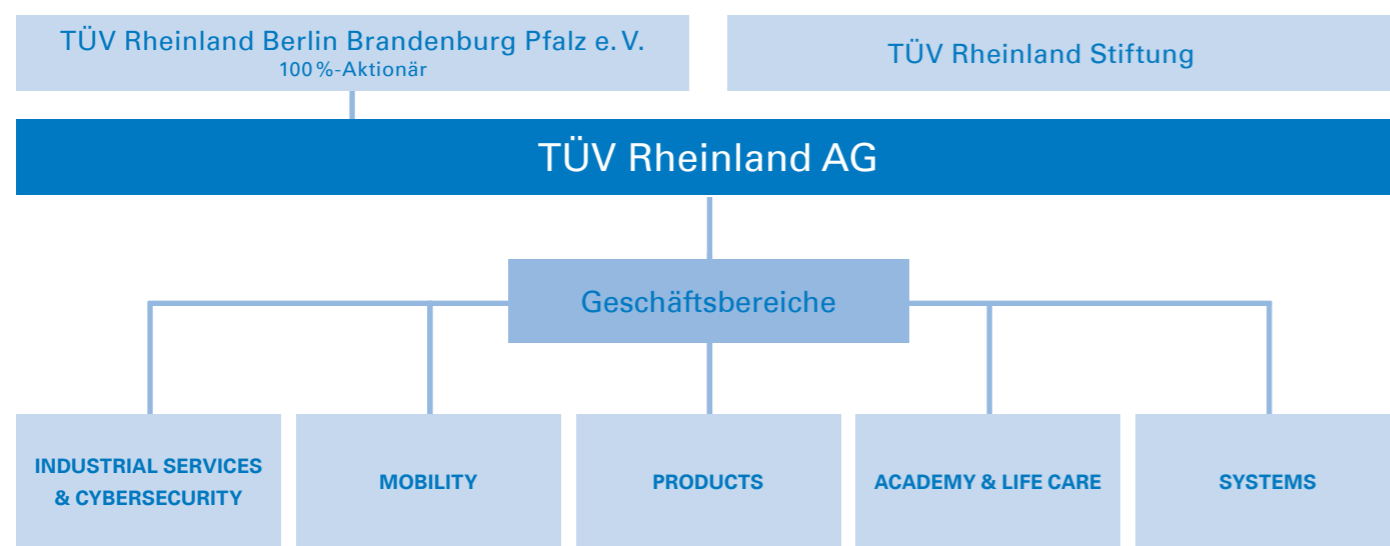 TÜV Rheinland Berlin Brandenburg Pfalz e. V.
100 %-Aktionär
TÜV Rheinland Stiftung
TÜV Rheinland AG
Geschäftsbereiche
INDUSTRIAL SERVICES
& CYBERSECURITY
MOBILITY
PRODUCTS
ACADEMY & LIFE CARE
SYSTEMS